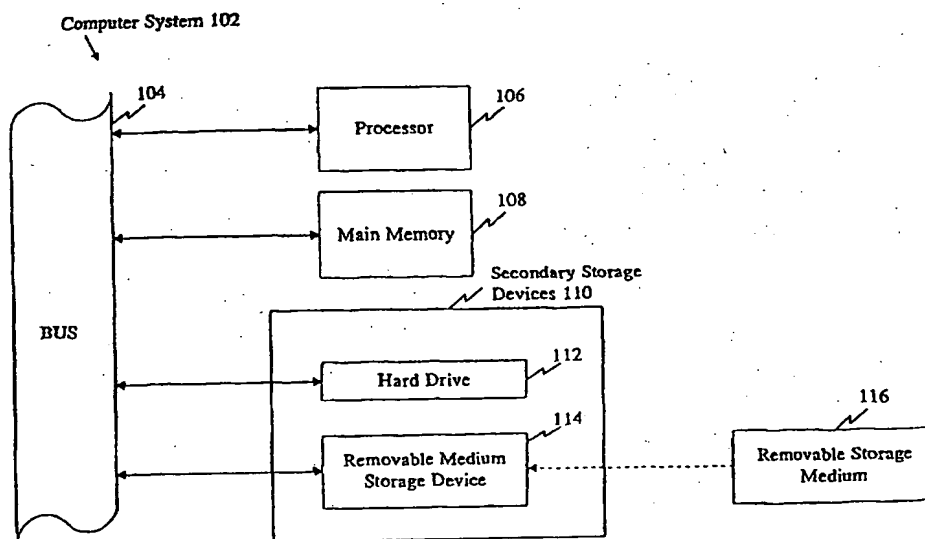 Computer System 102
104
106
Processor
108
Main Memory
Secondary Storage
Devices 110
BUS
112
Hard Drive
114
116
Removable Medium
Storage Device
Removable Storage
Medium